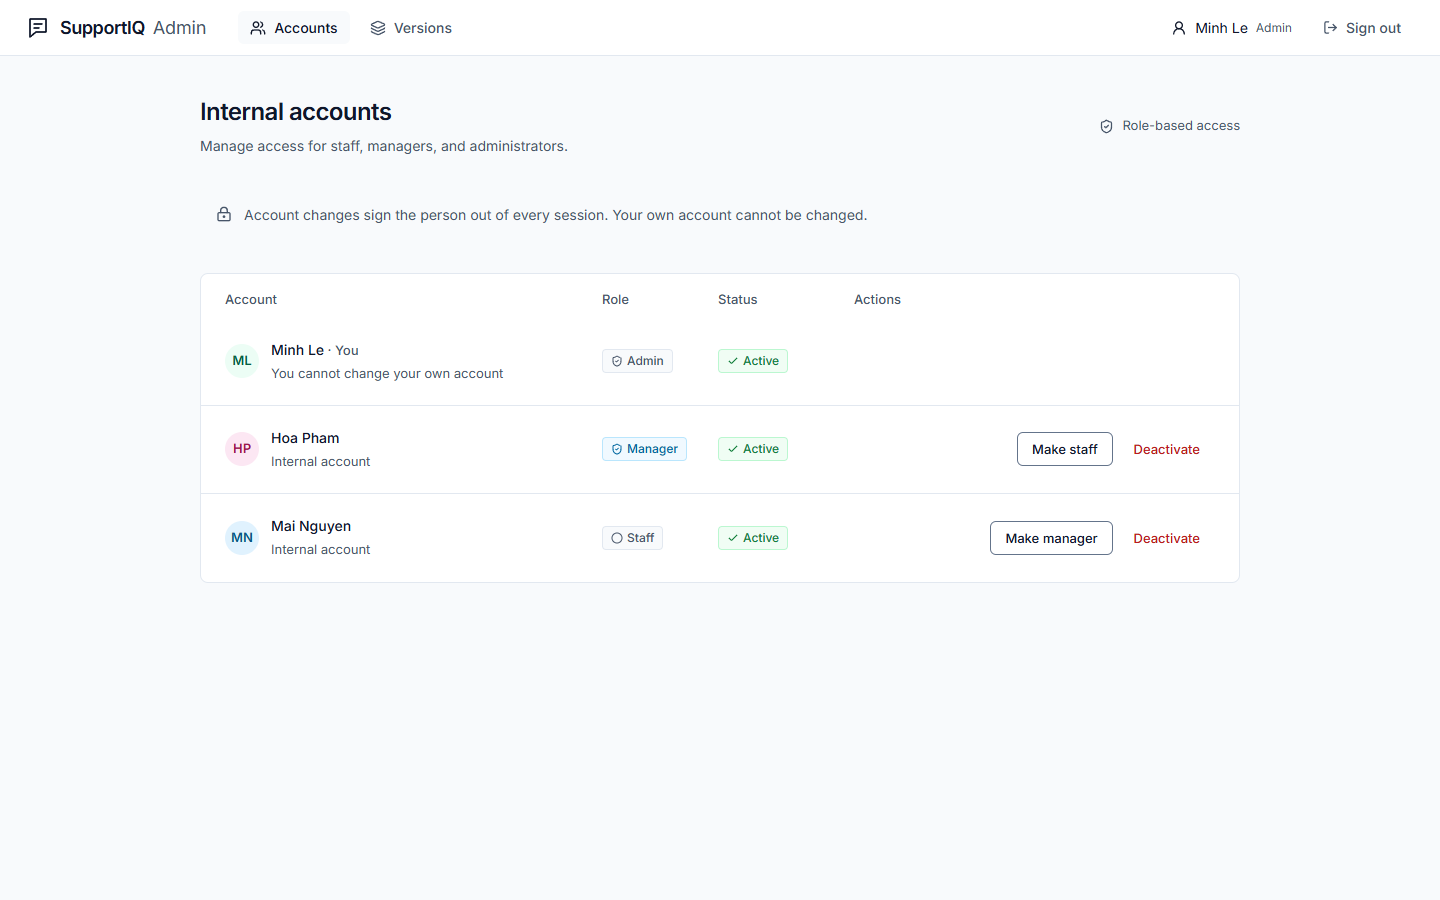 SupportIQ Admin Accounts Versions Minh Le Admin Sign out
Internal accounts
Manage access for staff, managers, and administrators.
Role-based access
Account changes sign the person out of every session. Your own account cannot be changed.
Account Role Status Actions
ML Minh Le · You Admin Active
You cannot change your own account
HP Hoa Pham Manager Active Make staff Deactivate
Internal account
MN Mai Nguyen Staff Active Make manager Deactivate
Internal account